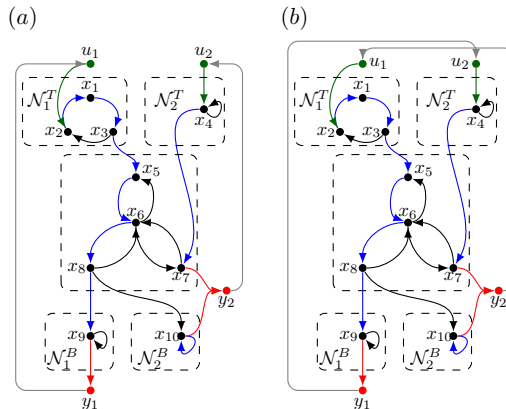 (a) (b)
u₁ u₂ u₁ u₂
𝒩₁ᵀ x₁ 𝒩₂ᵀ 𝒩₁ᵀ x₁ 𝒩₂ᵀ
x₂ x₃ x₄ x₂ x₃ x₄
x₅ x₅
x₆ x₆
x₈ x₇ x₈ x₇
y₂ y₂
x₉ x₁₀ x₉ x₁₀
𝒩₁ᴮ 𝒩₂ᴮ 𝒩₁ᴮ 𝒩₂ᴮ
y₁ y₁